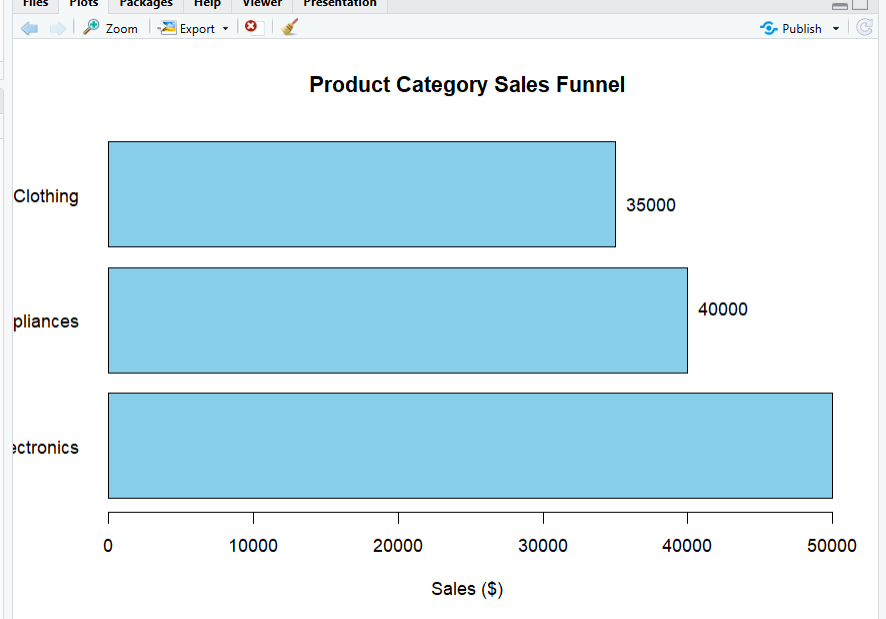 Files Plots Packages Help Viewer Presentation
Zoom Export Publish
Product Category Sales Funnel
Clothing
35000
40000
pliances
ectronics
0 10000 20000 30000 40000 50000
Sales ($)